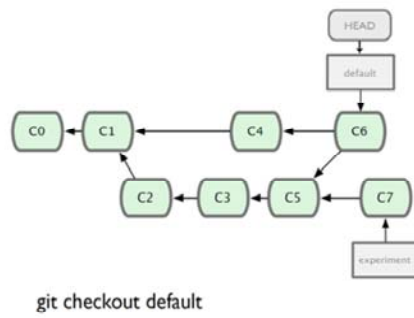 HEAD
default
C0 C1 C4 C6
C2 C3 C5 C7
experiment
git checkout default